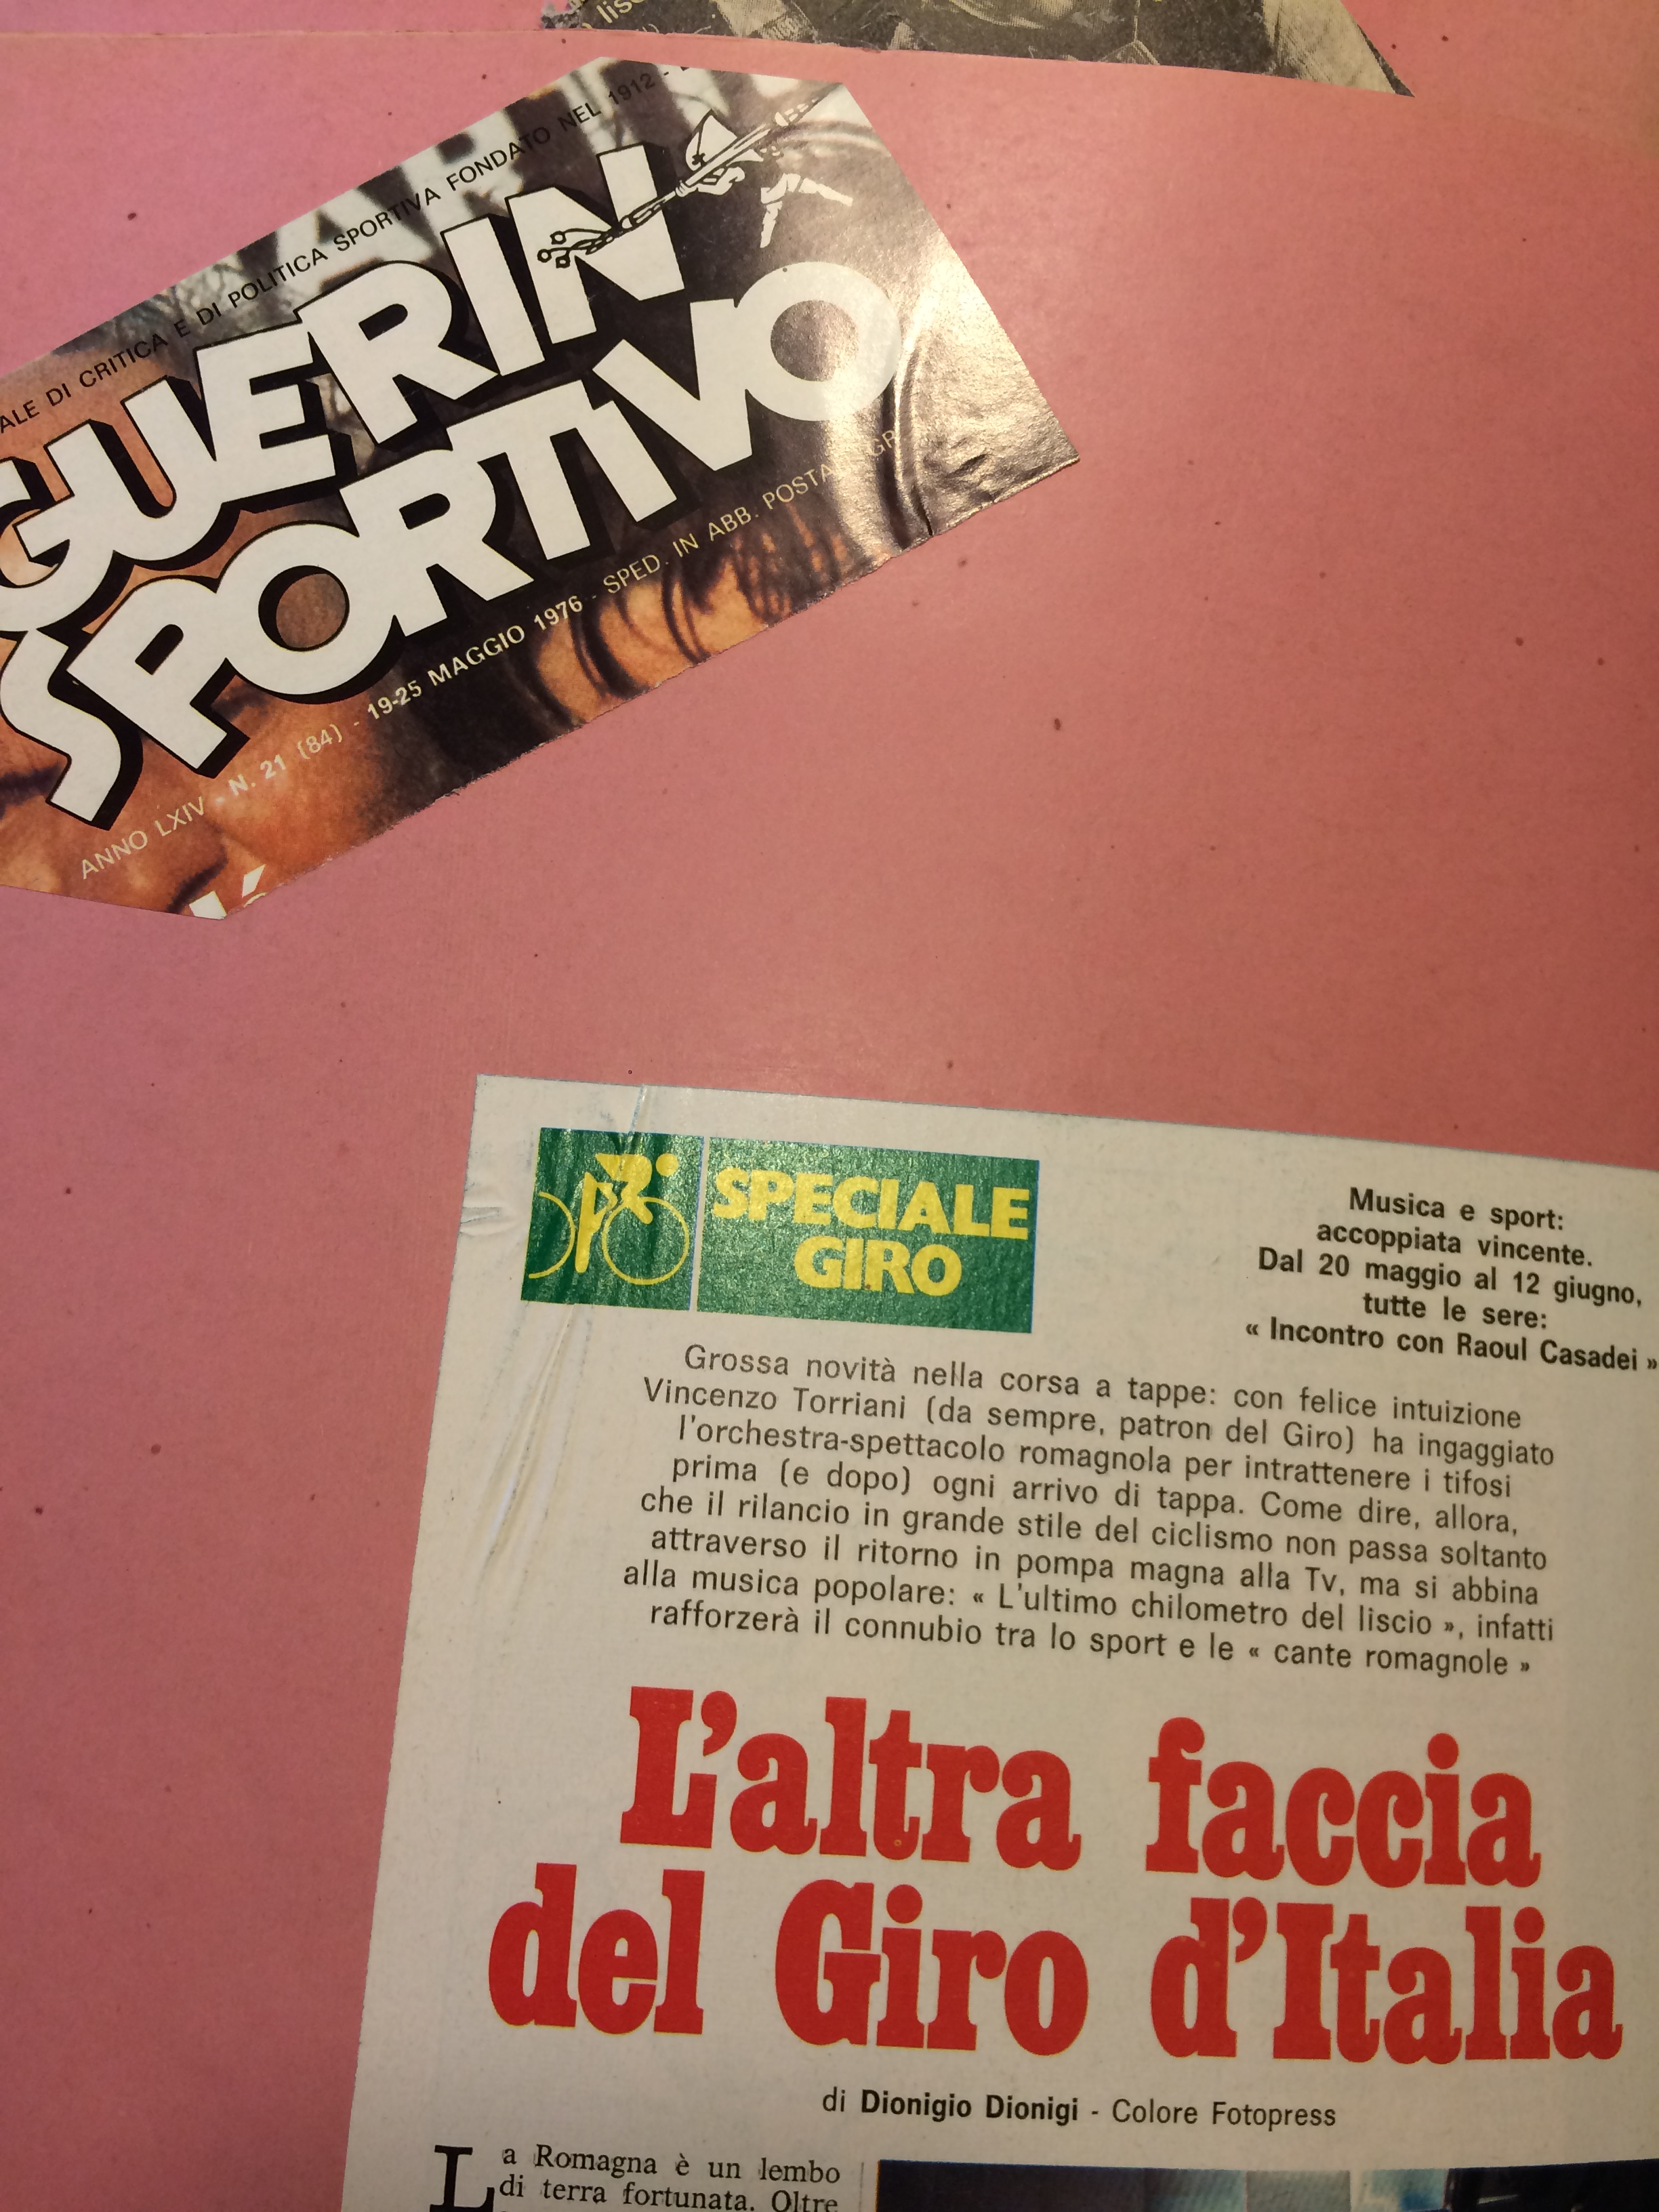 DI CRITICA E DI POLITICA SPORTIVA FONDATO NEL 1912 -
GUERIN
SPORTIVO
ANNO LXIV - N. 21 (84) - 19-25 MAGGIO 1976 - SPED. IN ABB.
SPECIALE
GIRO
Musica e sport:
accoppiata vincente.
Dal 20 maggio al 12 giugno,
tutte le sere:
« Incontro con Raoul Casadei »
Grossa novità nella corsa a tappe: con felice intuizione
Vincenzo Torriani (da sempre, patron del Giro) ha ingaggiato
l'orchestra-spettacolo romagnola per intrattenere i tifosi
prima (e dopo) ogni arrivo di tappa. Come dire, allora,
che il rilancio in grande stile del ciclismo non passa soltanto
attraverso il ritorno in pompa magna alla Tv, ma si abbina
alla musica popolare: « L'ultimo chilometro del liscio », infatti
rafforzerà il connubio tra lo sport e le « cante romagnole »
L'altra faccia
del Giro d'Italia
di Dionigio Dionigi - Colore Fotopress
La Romagna è un lembo
di terra fortunata. Oltre